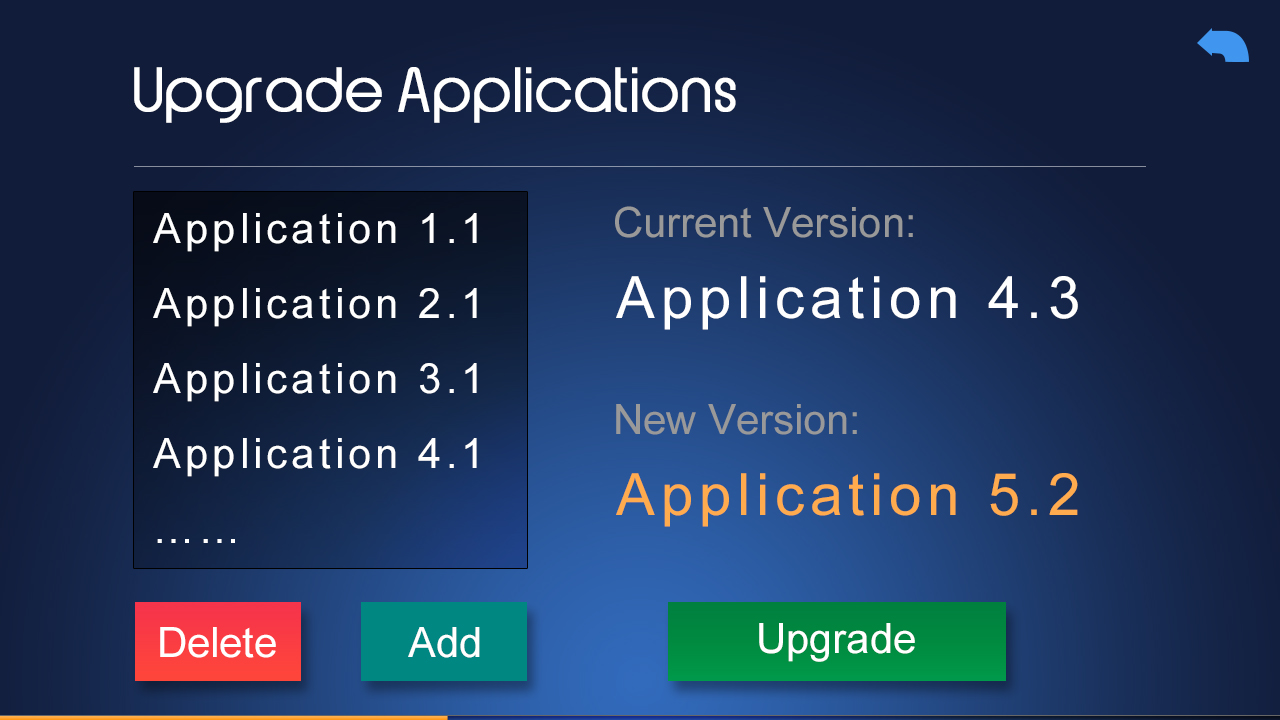 Upgrade Applications
Application 1.1
Application 2.1
Application 3.1
Application 4.1
……
Current Version:
Application 4.3
New Version:
Application 5.2
Delete
Add
Upgrade